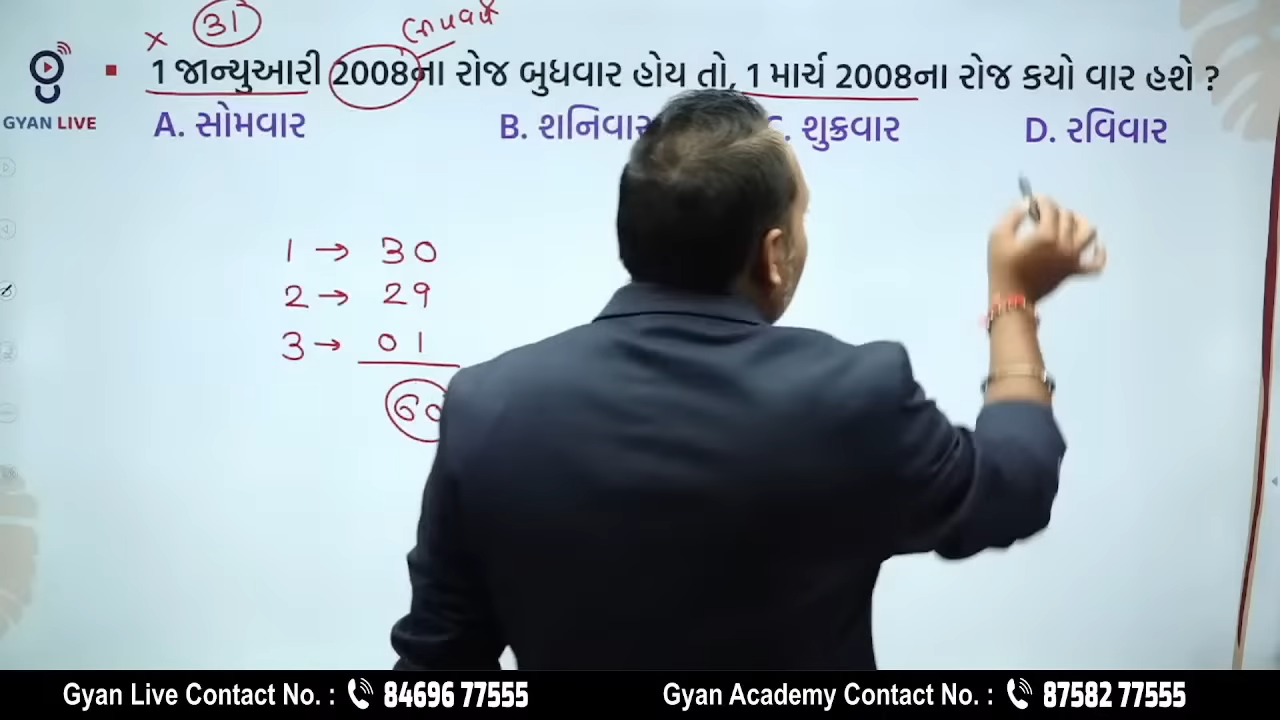 × 31
■ 1 જાન્યુઆરી 2008ના રોજ બુધવાર હોય તો, 1 માર્ચ 2008ના રોજ કયો વાર હશે ?
GYAN LIVE
A. સોમવાર B. શનિવાર C. શુક્રવાર D. રવિવાર
1 → 30
2 → 29
3 → 01
60
Gyan Live Contact No. : 84696 77555 Gyan Academy Contact No. : 87582 77555